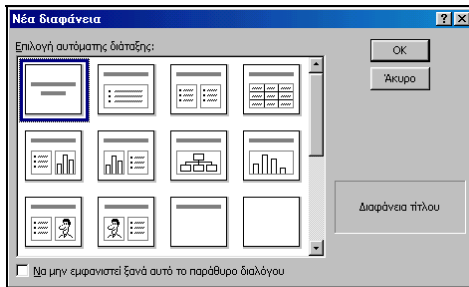 Νέα διαφάνεια
Επιλογή αυτόματης διάταξης:
OK
Άκυρο
Διαφάνεια τίτλου
Να μην εμφανιστεί ξανά αυτό το παράθυρο διαλόγου